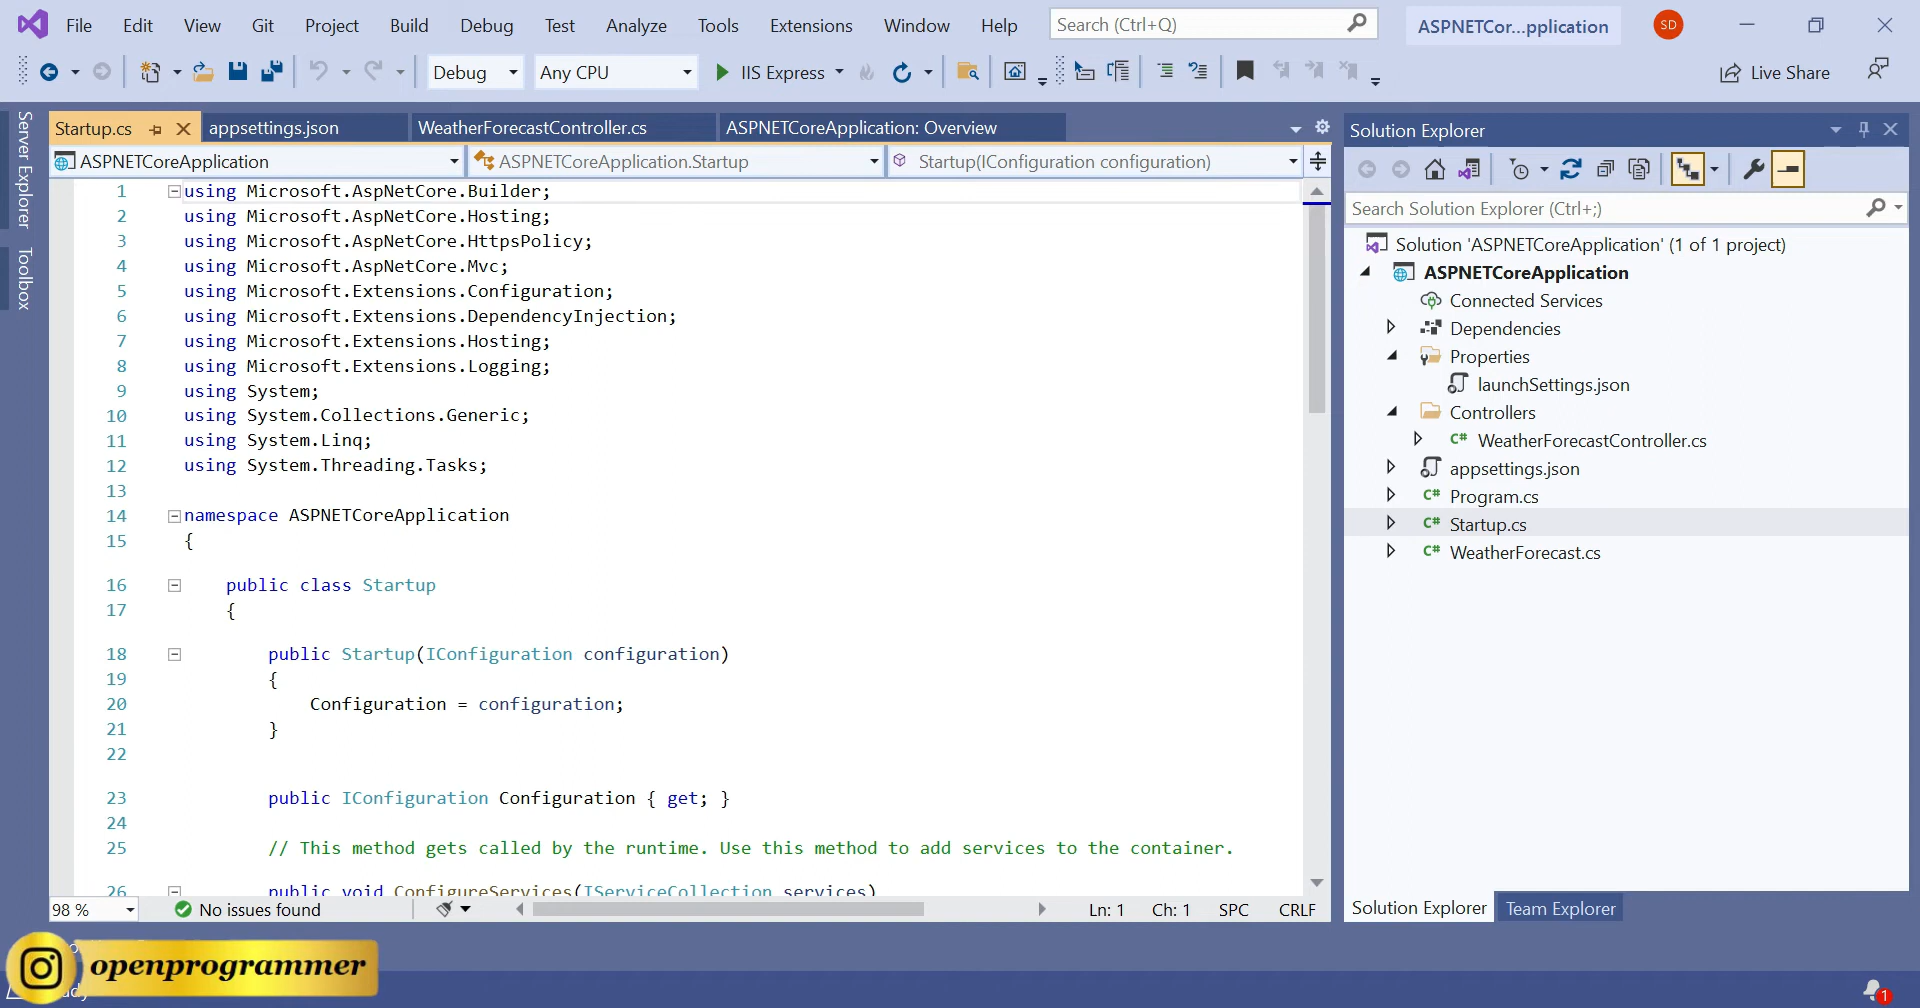 File Edit View Git Project Build Debug Test Analyze Tools Extensions Window Help Search (Ctrl+Q) ASPNETCor...pplication SD
Debug Any CPU IIS Express Live Share
Server Explorer
Toolbox
Startup.cs appsettings.json WeatherForecastController.cs ASPNETCoreApplication: Overview
ASPNETCoreApplication ASPNETCoreApplication.Startup Startup(IConfiguration configuration)
1 using Microsoft.AspNetCore.Builder;
2 using Microsoft.AspNetCore.Hosting;
3 using Microsoft.AspNetCore.HttpsPolicy;
4 using Microsoft.AspNetCore.Mvc;
5 using Microsoft.Extensions.Configuration;
6 using Microsoft.Extensions.DependencyInjection;
7 using Microsoft.Extensions.Hosting;
8 using Microsoft.Extensions.Logging;
9 using System;
10 using System.Collections.Generic;
11 using System.Linq;
12 using System.Threading.Tasks;
13
14 namespace ASPNETCoreApplication
15 {
16 public class Startup
17 {
18 public Startup(IConfiguration configuration)
19 {
20 Configuration = configuration;
21 }
22
23 public IConfiguration Configuration { get; }
24
25 // This method gets called by the runtime. Use this method to add services to the container.
26 public void ConfigureServices(IServiceCollection services)
98 % No issues found Ln: 1 Ch: 1 SPC CRLF
Solution Explorer
Search Solution Explorer (Ctrl+;)
Solution 'ASPNETCoreApplication' (1 of 1 project)
ASPNETCoreApplication
Connected Services
Dependencies
Properties
launchSettings.json
Controllers
C# WeatherForecastController.cs
appsettings.json
C# Program.cs
C# Startup.cs
C# WeatherForecast.cs
Solution Explorer Team Explorer
openprogrammer
1